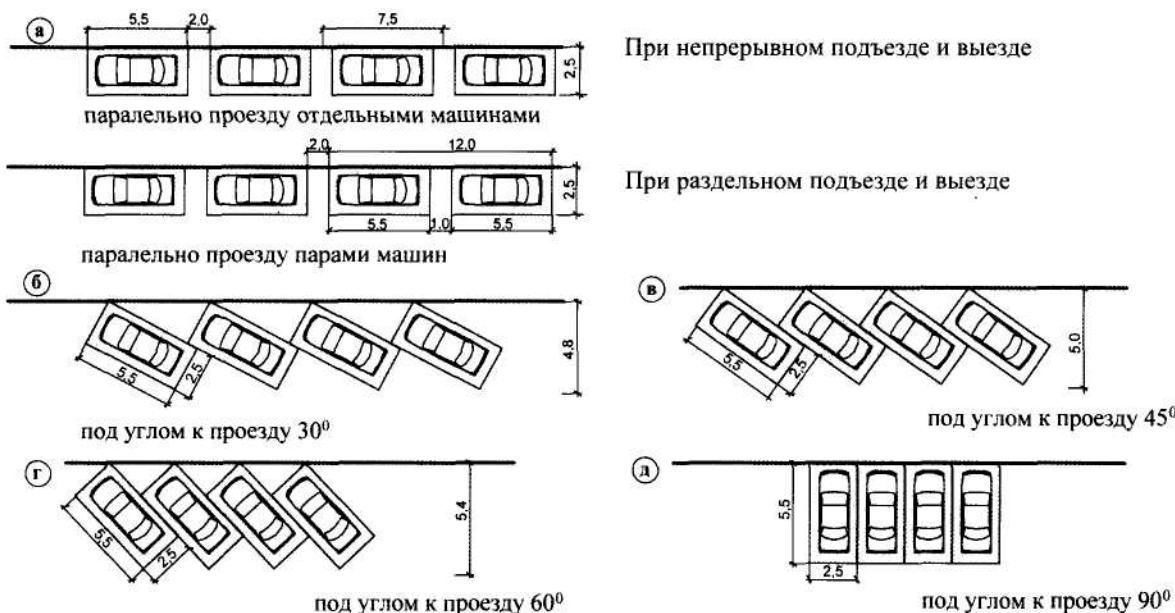 а
5,5 2,0 7,5
2,5
При непрерывном подъезде и выезде
паралельно проезду отдельными машинами
2,0 12,0
2,5
5,5 1,0 5,5
При раздельном подъезде и выезде
паралельно проезду парами машин
б
5,5 2,5
4,8
под углом к проезду 30⁰
в
5,5 2,5
5,0
под углом к проезду 45⁰
г
5,5 2,5
5,4
под углом к проезду 60⁰
д
5,5
2,5
под углом к проезду 90⁰